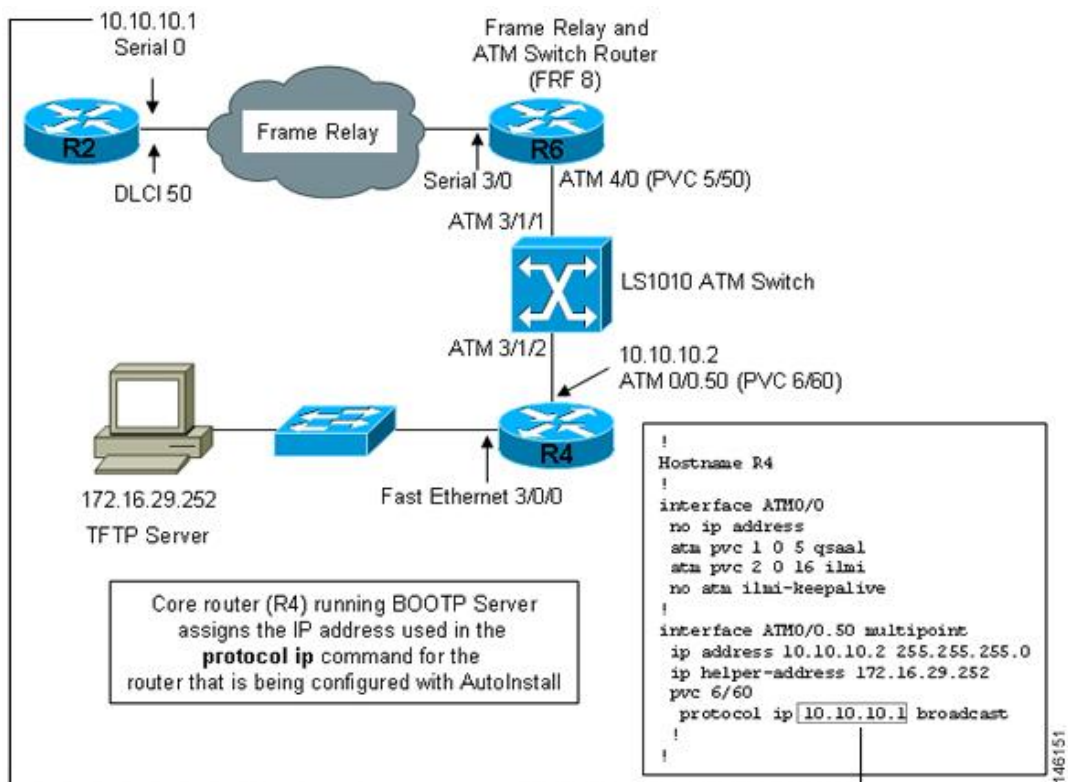 10.10.10.1
Serial 0
Frame Relay and
ATM Switch Router
(FRF 8)
R2
Frame Relay
R6
DLCI 50
Serial 3/0
ATM 4/0 (PVC 5/50)
ATM 3/1/1
LS1010 ATM Switch
ATM 3/1/2
10.10.10.2
ATM 0/0.50 (PVC 6/60)
R4
172.16.29.252
TFTP Server
Fast Ethernet 3/0/0
Core router (R4) running BOOTP Server
assigns the IP address used in the
protocol ip command for the
router that is being configured with AutoInstall
!
Hostname R4
!
interface ATM0/0
no ip address
atm pvc 1 0 5 qsaal
atm pvc 2 0 16 ilmi
no atm ilmi-keepalive
!
interface ATM0/0.50 multipoint
ip address 10.10.10.2 255.255.255.0
ip helper-address 172.16.29.252
pvc 6/60
protocol ip 10.10.10.1 broadcast
!
!
146151